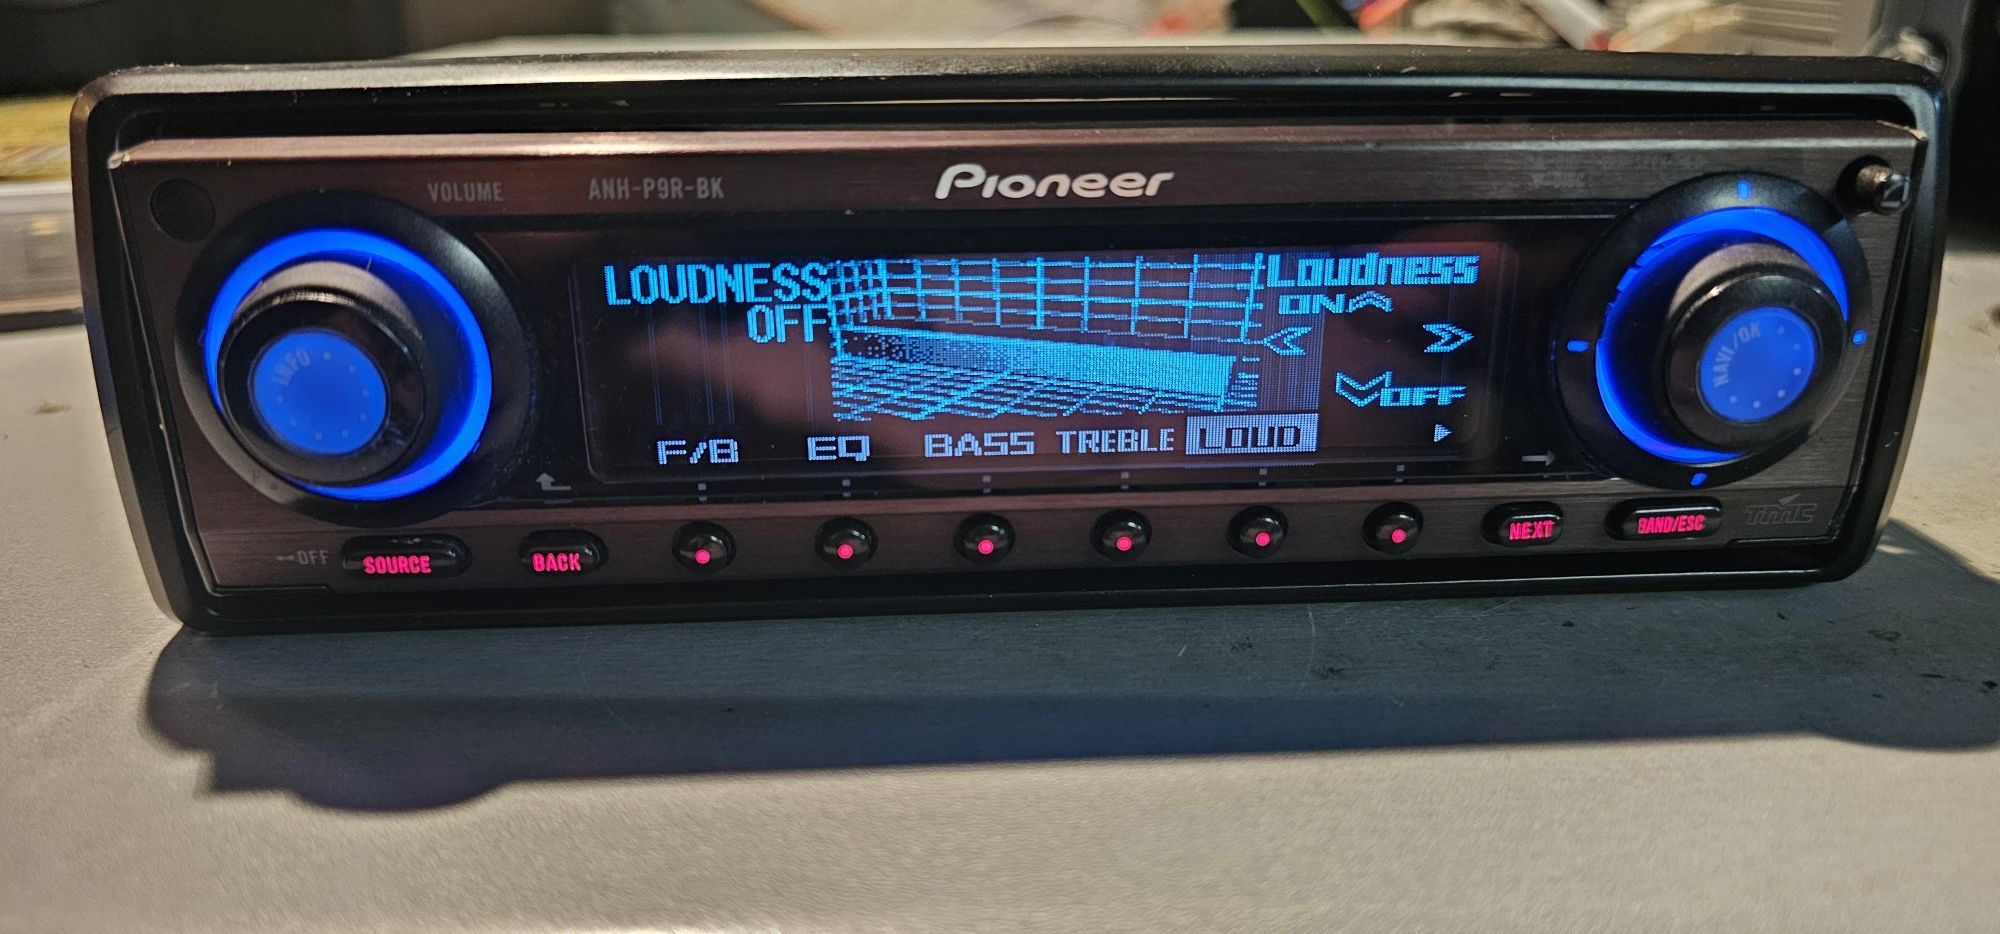 VOLUME ANH-P9R-BK Pioneer
LOUDNESS Loudness
OFF ON
OFF
INFO NAVI/OK
F/B EQ BASS TREBLE LOUD
OFF SOURCE BACK NEXT BAND/ESC TMC